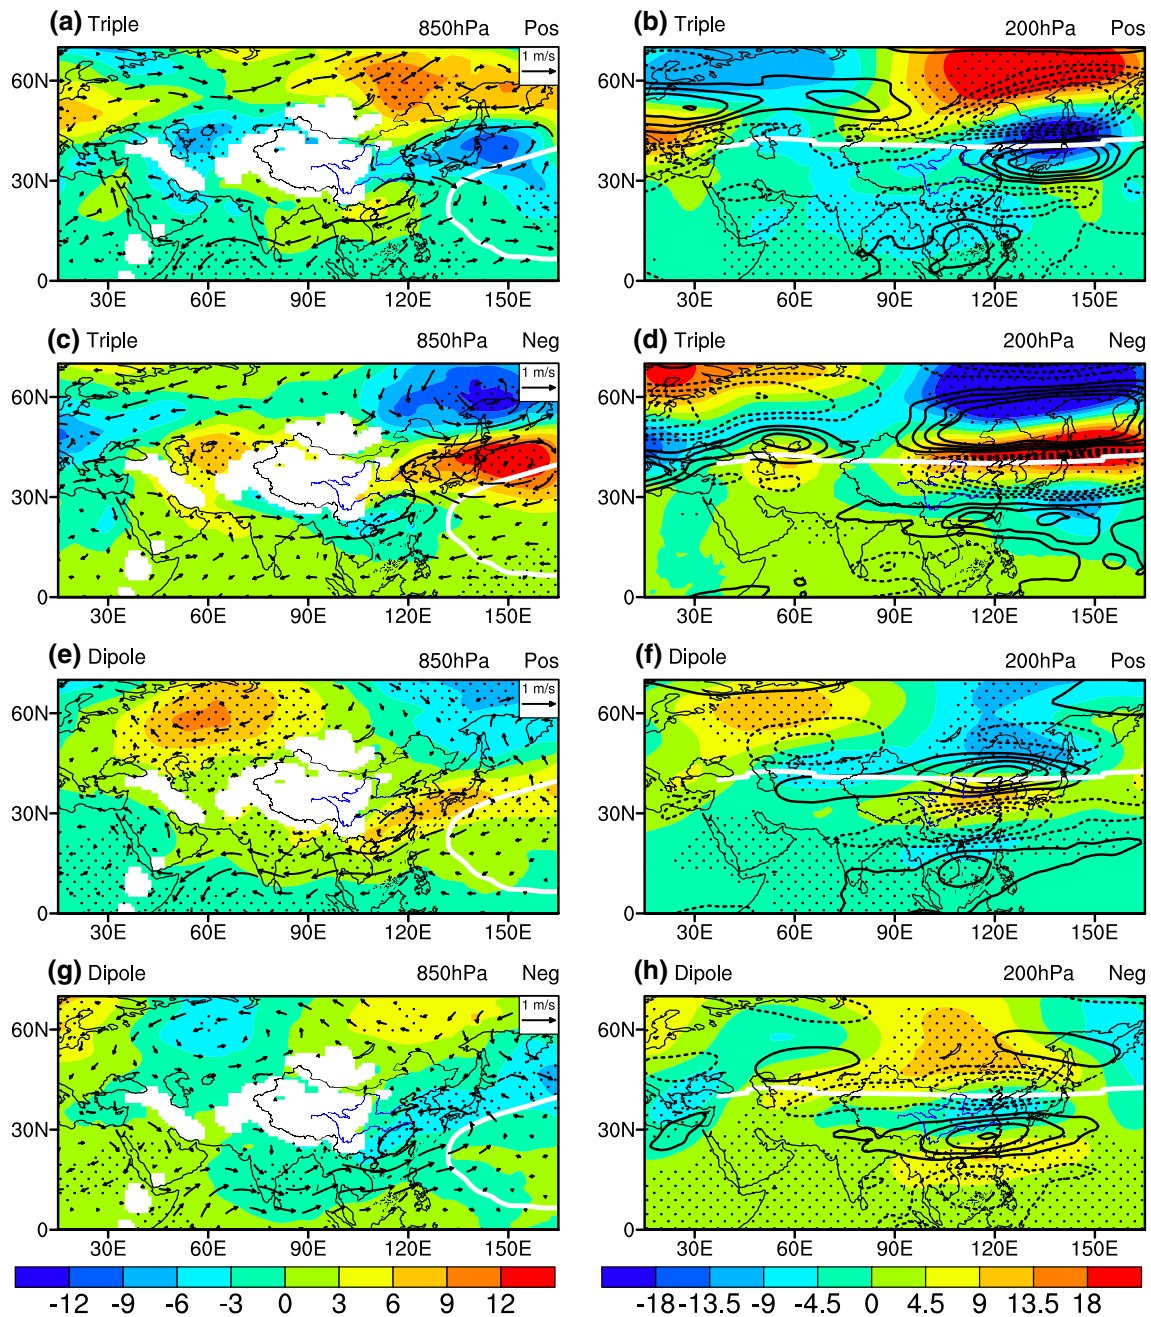 (a) Triple 850hPa Pos
1 m/s
60N
30N
0
30E 60E 90E 120E 150E
(b) Triple 200hPa Pos
60N
30N
0
30E 60E 90E 120E 150E
(c) Triple 850hPa Neg
1 m/s
60N
30N
0
30E 60E 90E 120E 150E
(d) Triple 200hPa Neg
60N
30N
0
30E 60E 90E 120E 150E
(e) Dipole 850hPa Pos
1 m/s
60N
30N
0
30E 60E 90E 120E 150E
(f) Dipole 200hPa Pos
60N
30N
0
30E 60E 90E 120E 150E
(g) Dipole 850hPa Neg
1 m/s
60N
30N
0
30E 60E 90E 120E 150E
(h) Dipole 200hPa Neg
60N
30N
0
30E 60E 90E 120E 150E
-12 -9 -6 -3 0 3 6 9 12
-18 -13.5 -9 -4.5 0 4.5 9 13.5 18